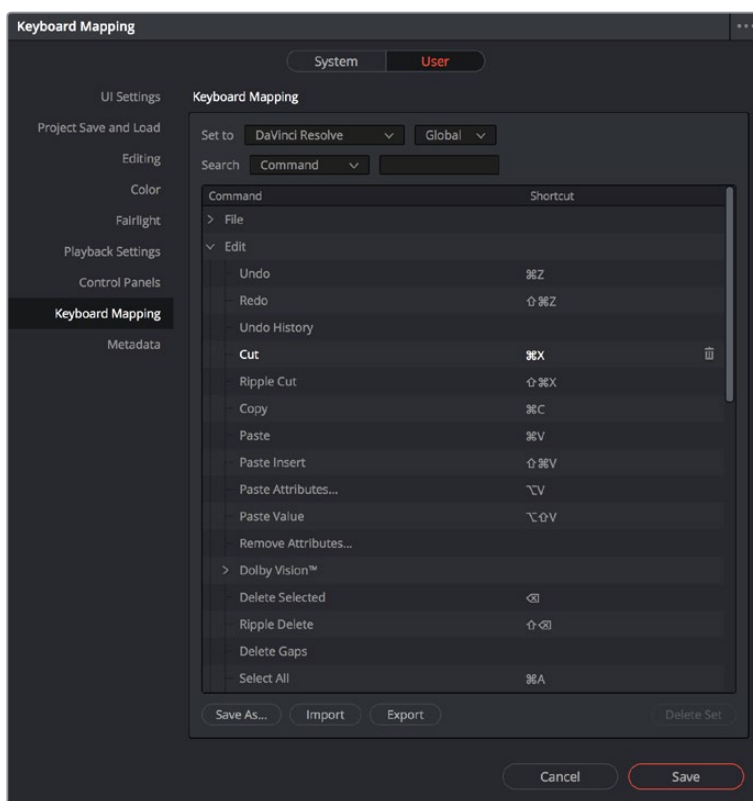 Keyboard Mapping
System User
UI Settings
Project Save and Load
Editing
Color
Fairlight
Playback Settings
Control Panels
Keyboard Mapping
Metadata
Keyboard Mapping
Set to DaVinci Resolve Global
Search Command
Command Shortcut
File
Edit
Undo ⌘Z
Redo ⇧⌘Z
Undo History
Cut ⌘X
Ripple Cut ⇧⌘X
Copy ⌘C
Paste ⌘V
Paste Insert ⇧⌘V
Paste Attributes... ⌥V
Paste Value ⌥⇧V
Remove Attributes...
Dolby Vision™
Delete Selected ⌫
Ripple Delete ⇧⌫
Delete Gaps
Select All ⌘A
Save As... Import Export Delete Set
Cancel Save